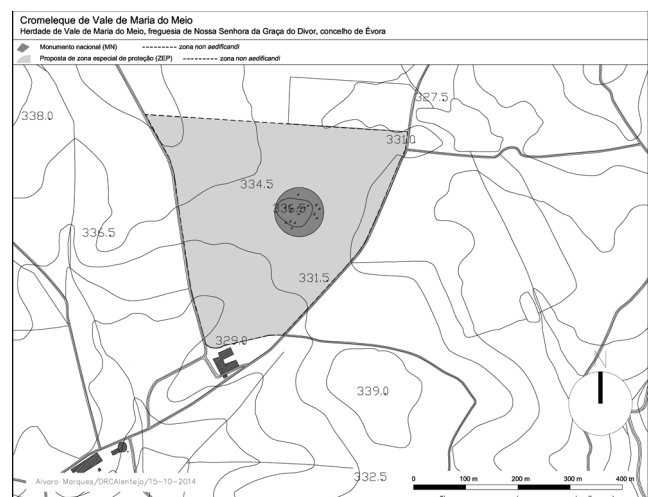 Cromeleque de Vale de Maria do Meio
Herdade de Vale de Maria do Meio, freguesia de Nossa Senhora da Graça do Divor, concelho de Évora
Monumento nacional (MN) zona non aedificandi
Proposta de zona especial de proteção (ZEP) zona non aedificandi
327.5
338.0
331.0
334.5
336.5
336.5
331.5
329.0
N
339.0
332.5
Alvaro Marques/DRCAlentejo/15-10-2014
0 100 m 200 m 300 m 400 m